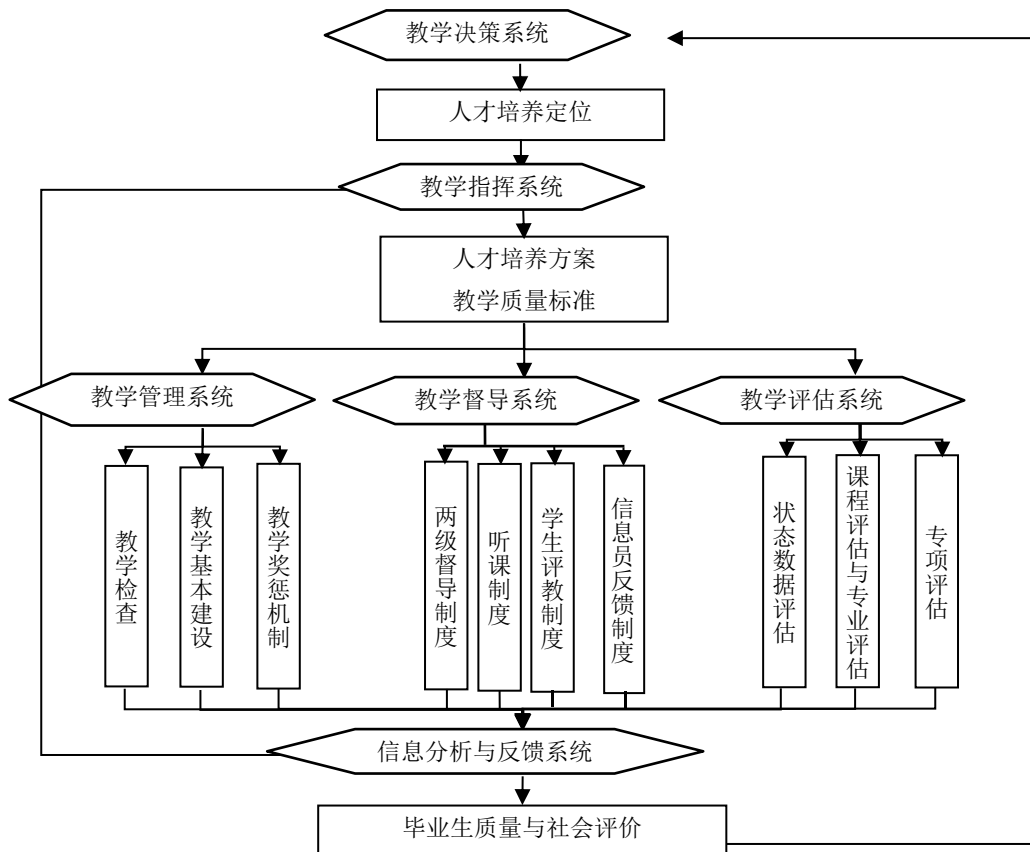 教学决策系统
人才培养定位
教学指挥系统
人才培养方案
教学质量标准
教学管理系统
教学督导系统
教学评估系统
教学检查
教学基本建设
教学奖惩机制
两级督导制度
听课制度
学生评教制度
信息员反馈制度
状态数据评估
课程评估与专业评估
专项评估
信息分析与反馈系统
毕业生质量与社会评价